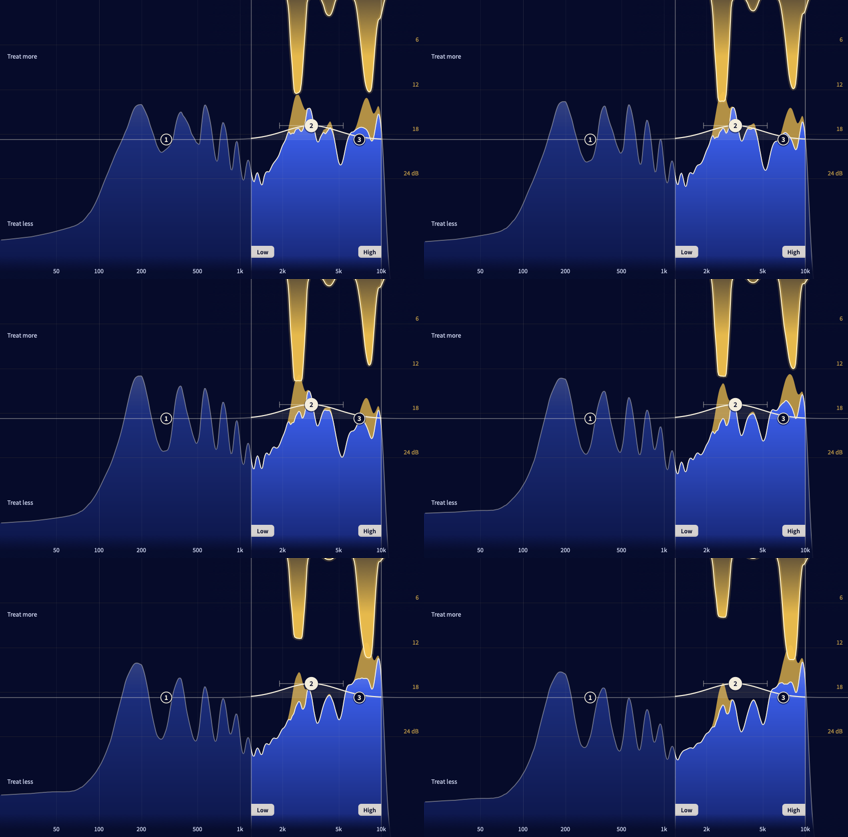 6
Treat more
12
1
2
18
3
24 dB
Treat less
Low
High
50
100
200
500
1k
2k
5k
10k
6
Treat more
12
1
2
18
3
24 dB
Treat less
Low
High
50
100
200
500
1k
2k
5k
10k
6
Treat more
12
1
2
18
3
24 dB
Treat less
Low
High
50
100
200
500
1k
2k
5k
10k
6
Treat more
12
1
2
18
3
24 dB
Treat less
Low
High
50
100
200
500
1k
2k
5k
10k
6
Treat more
12
1
2
18
3
24 dB
Treat less
Low
High
50
100
200
500
1k
2k
5k
10k
6
Treat more
12
1
2
18
3
24 dB
Treat less
Low
High
50
100
200
500
1k
2k
5k
10k